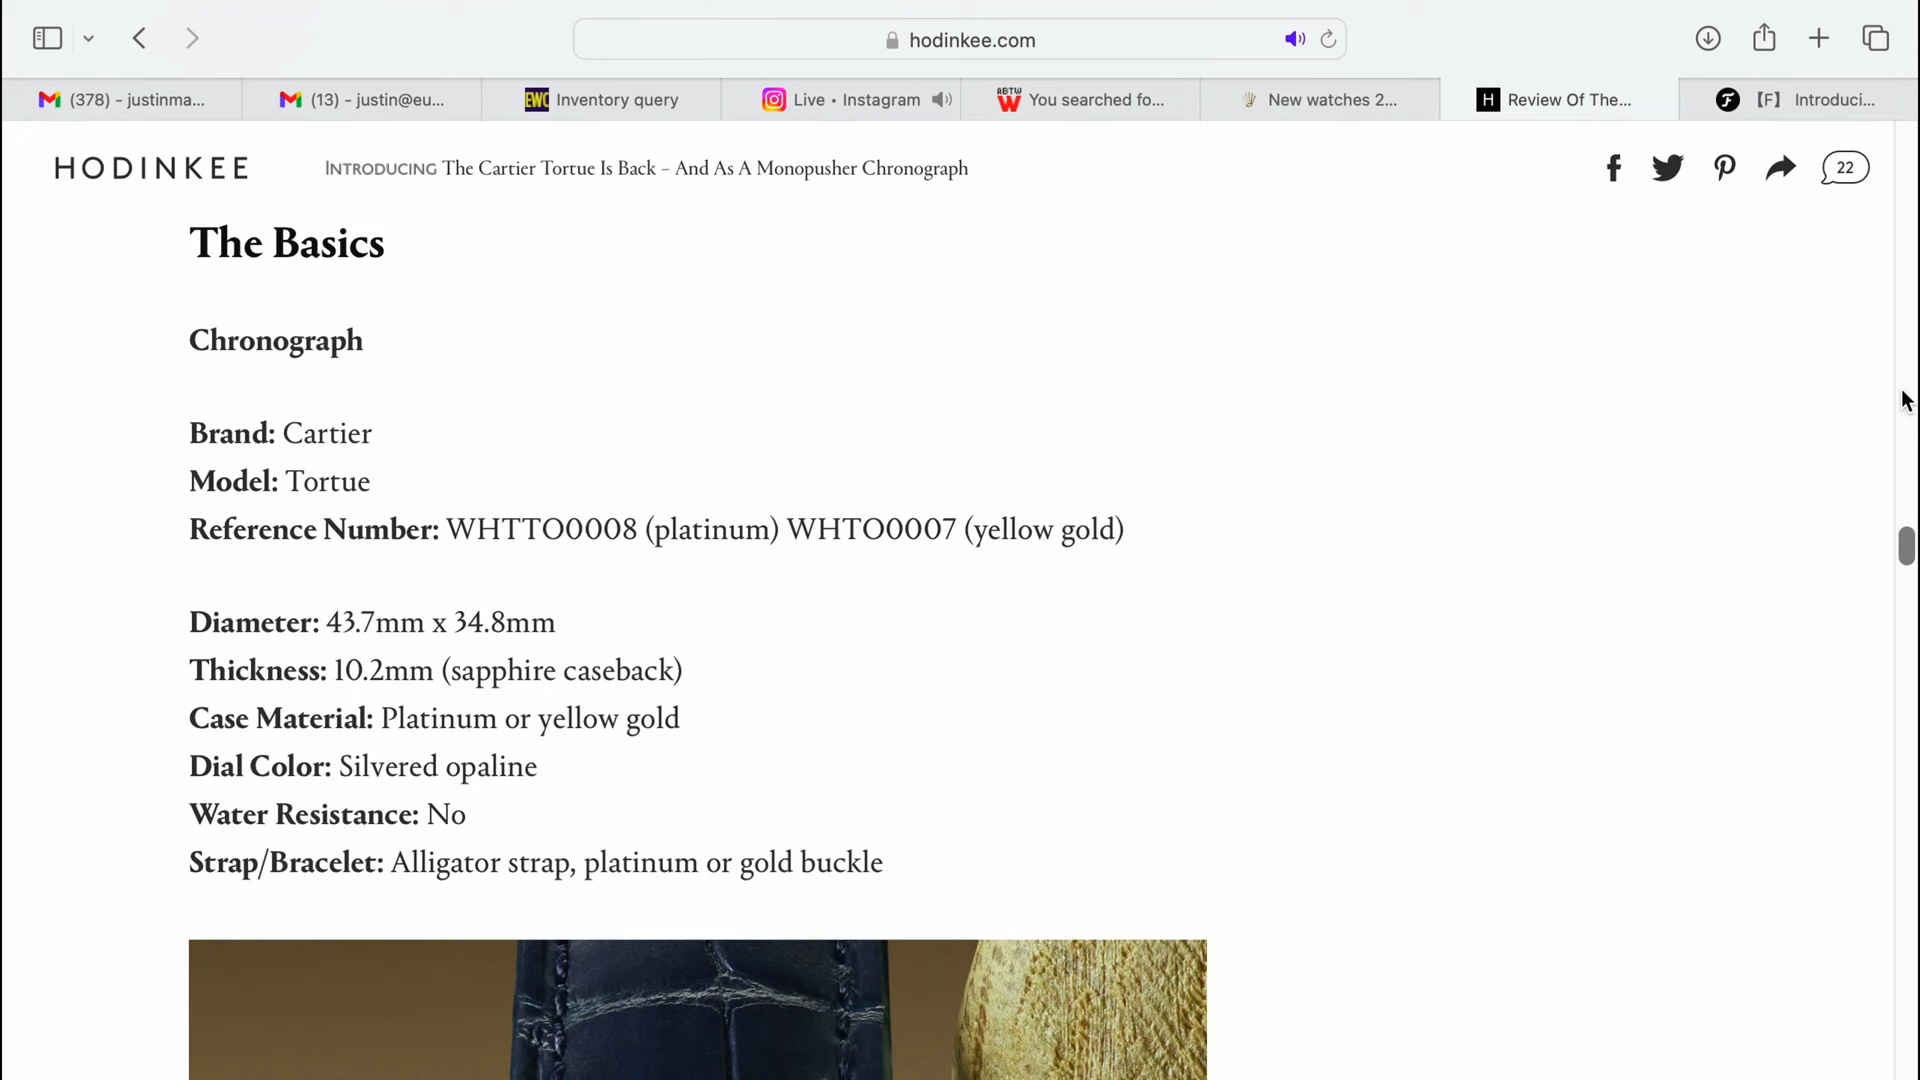 hodinkee.com
(378) - justinma...
(13) - justin@eu...
EWC Inventory query
Live • Instagram
ABTW W You searched fo...
New watches 2...
H Review Of The...
F 【F】 Introduci...
HODINKEE
INTRODUCING The Cartier Tortue Is Back – And As A Monopusher Chronograph
22
The Basics
Chronograph
Brand: Cartier
Model: Tortue
Reference Number: WHTTO0008 (platinum) WHTO0007 (yellow gold)
Diameter: 43.7mm x 34.8mm
Thickness: 10.2mm (sapphire caseback)
Case Material: Platinum or yellow gold
Dial Color: Silvered opaline
Water Resistance: No
Strap/Bracelet: Alligator strap, platinum or gold buckle